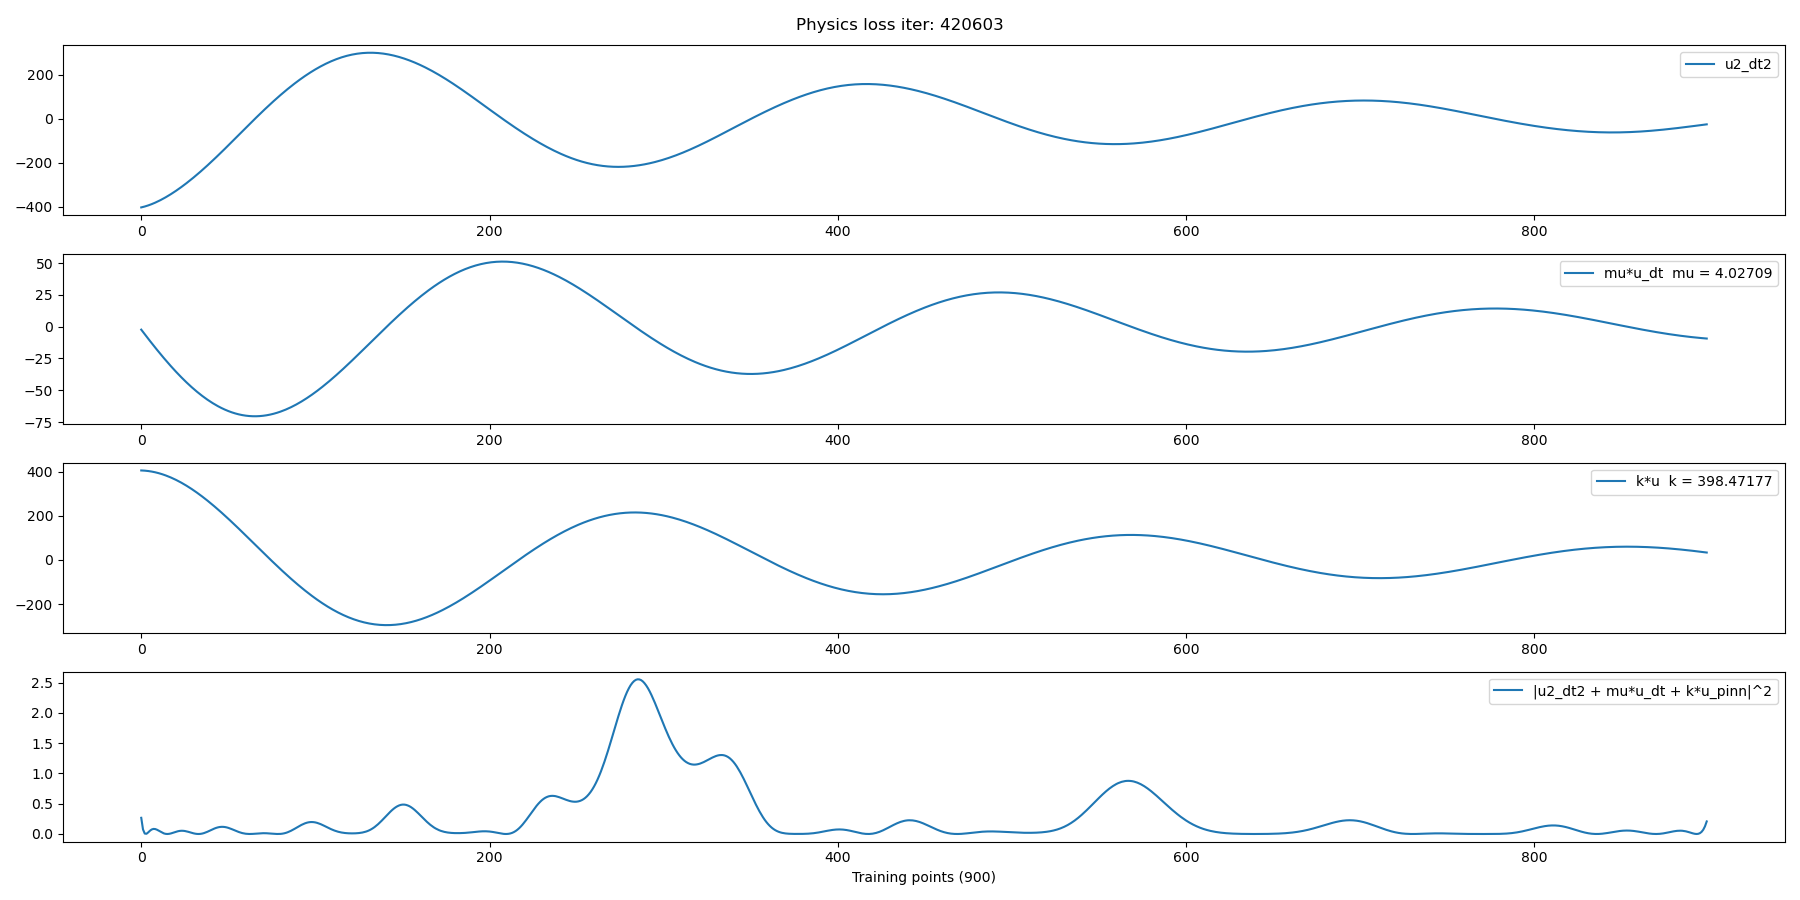 Physics loss iter: 420603
u2_dt2
200
0
−200
−400
0 200 400 600 800
mu*u_dt  mu = 4.02709
50
25
0
−25
−50
−75
0 200 400 600 800
k*u  k = 398.47177
400
200
0
−200
0 200 400 600 800
|u2_dt2 + mu*u_dt + k*u_pinn|^2
2.5
2.0
1.5
1.0
0.5
0.0
0 200 400 600 800
Training points (900)